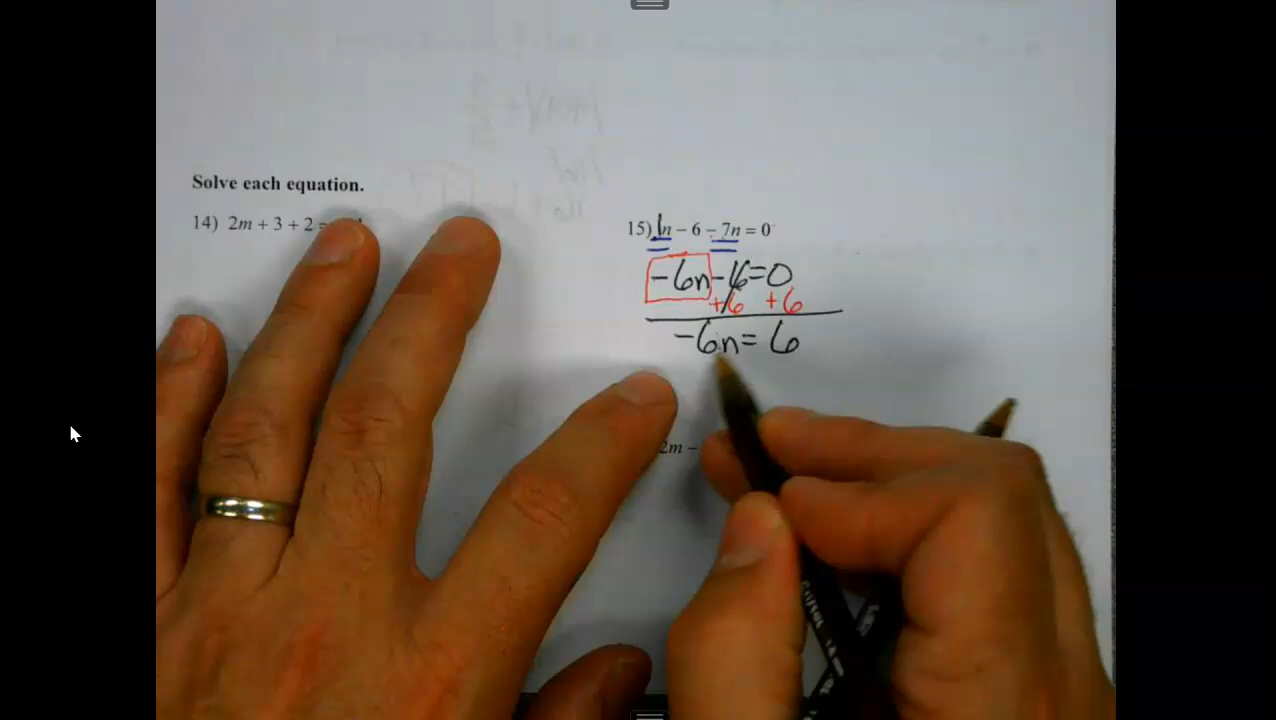 Solve each equation.
14) 2m + 3 + 2 =
15) 1n − 6 − 7n = 0
-6n-6=0
+6 +6
-6n= 6
2m −